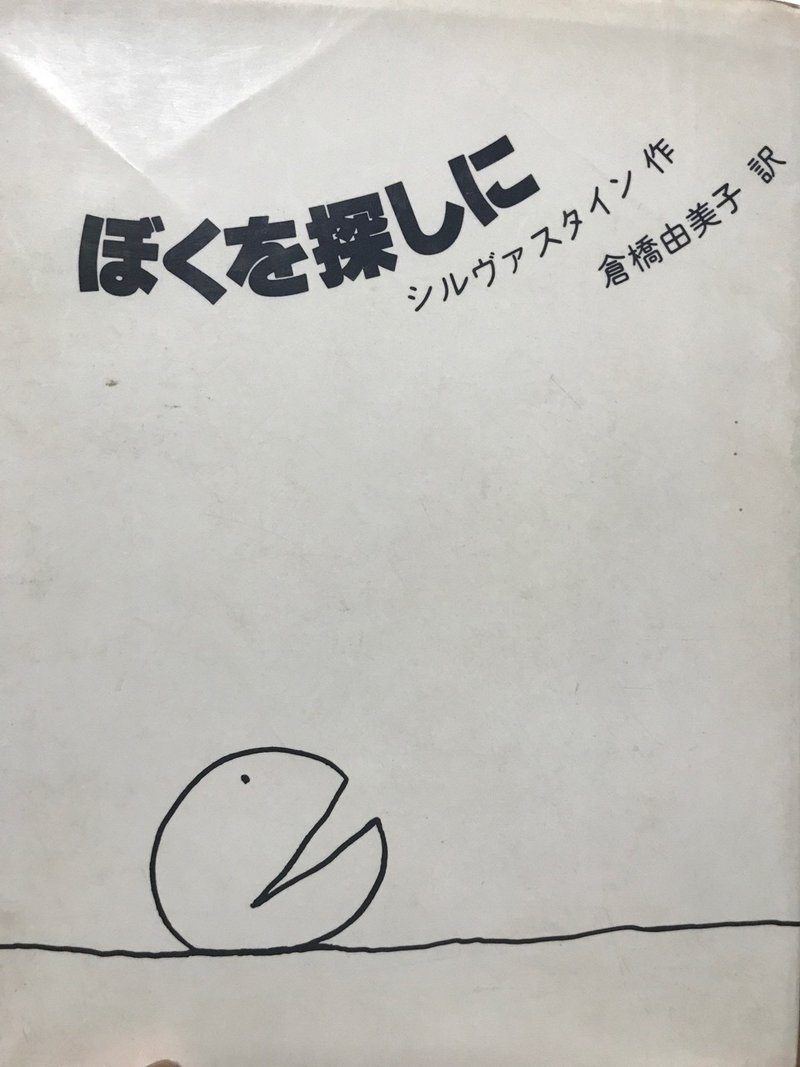 ぼくを探しに
シルヴァスタイン 作
倉橋由美子 訳